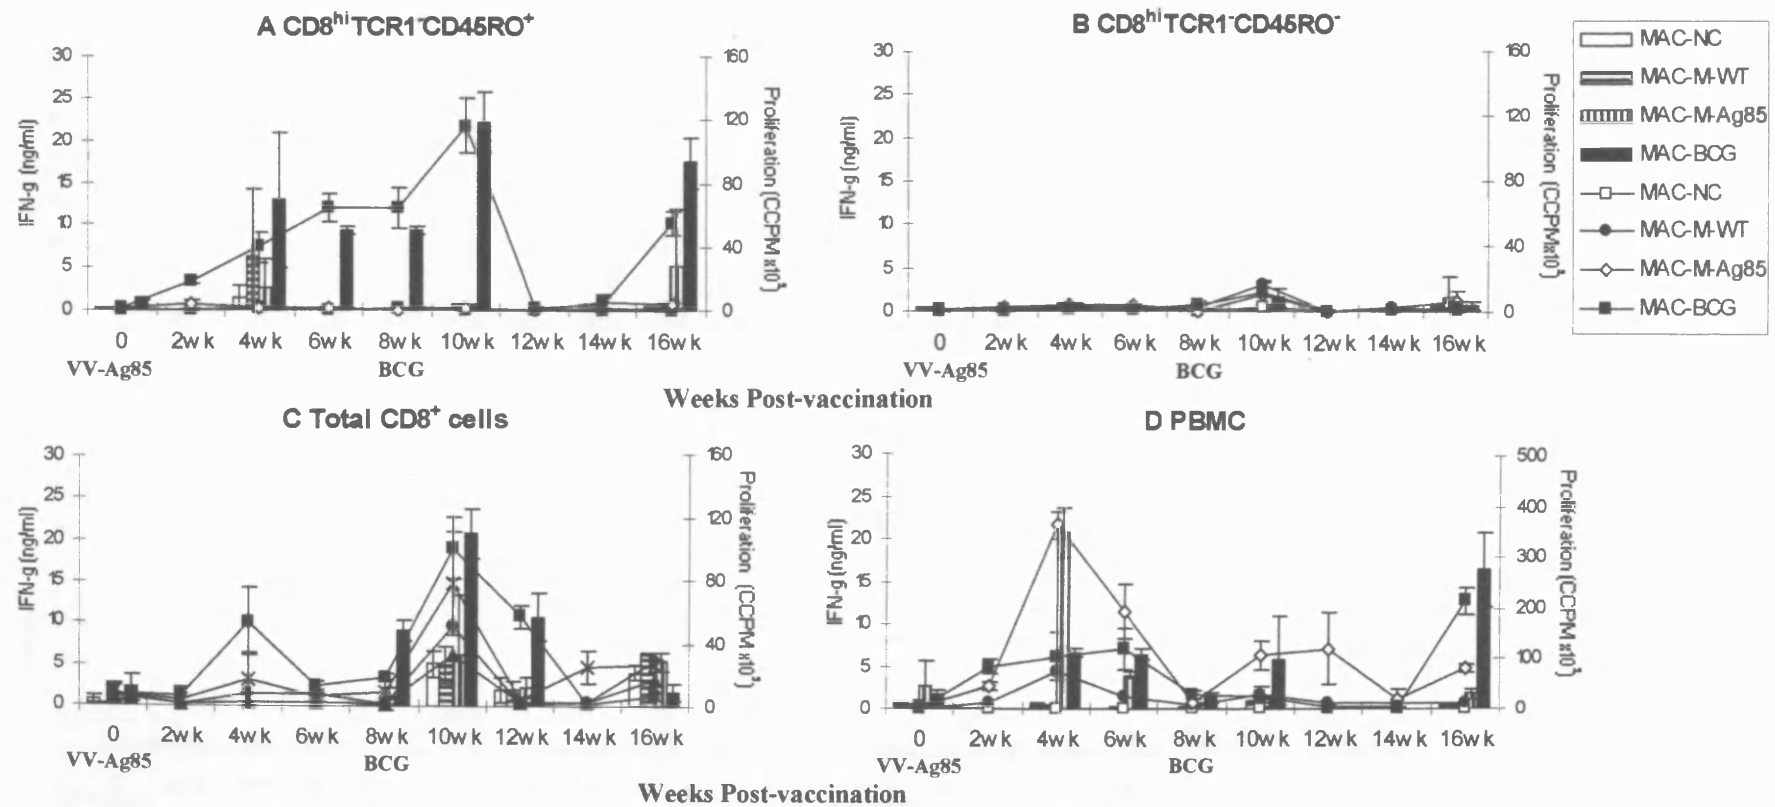 A CD8hiTCR1-CD45RO+
30
25
20
15
10
5
0
IFN-g (ng/ml)
160
120
80
40
0
Proliferation (CCPM x10³)
0 2wk 4wk 6wk 8wk 10wk 12wk 14wk 16wk
VV-Ag85 BCG
B CD8hiTCR1-CD45RO-
30
25
20
15
10
5
0
IFN-g (ng/ml)
160
120
80
40
0
Proliferation (CCPMx10³)
0 2wk 4wk 6wk 8wk 10wk 12wk 14wk 16wk
VV-Ag85 BCG
MAC-NC
MAC-M-WT
MAC-M-Ag85
MAC-BCG
MAC-NC
MAC-M-WT
MAC-M-Ag85
MAC-BCG
Weeks Post-vaccination
C Total CD8+ cells
30
25
20
15
10
5
0
IFN-g (ng/ml)
160
120
80
40
0
Proliferation (CCPM x10³)
0 2wk 4wk 6wk 8wk 10wk 12wk 14wk 16wk
VV-Ag85 BCG
D PBMC
30
25
20
15
10
5
0
IFN-g (ng/ml)
500
400
300
200
100
0
Proliferation (CCPM x10³)
0 2wk 4wk 6wk 8wk 10wk 12wk 14wk 16wk
VV-Ag85 BCG
Weeks Post-vaccination